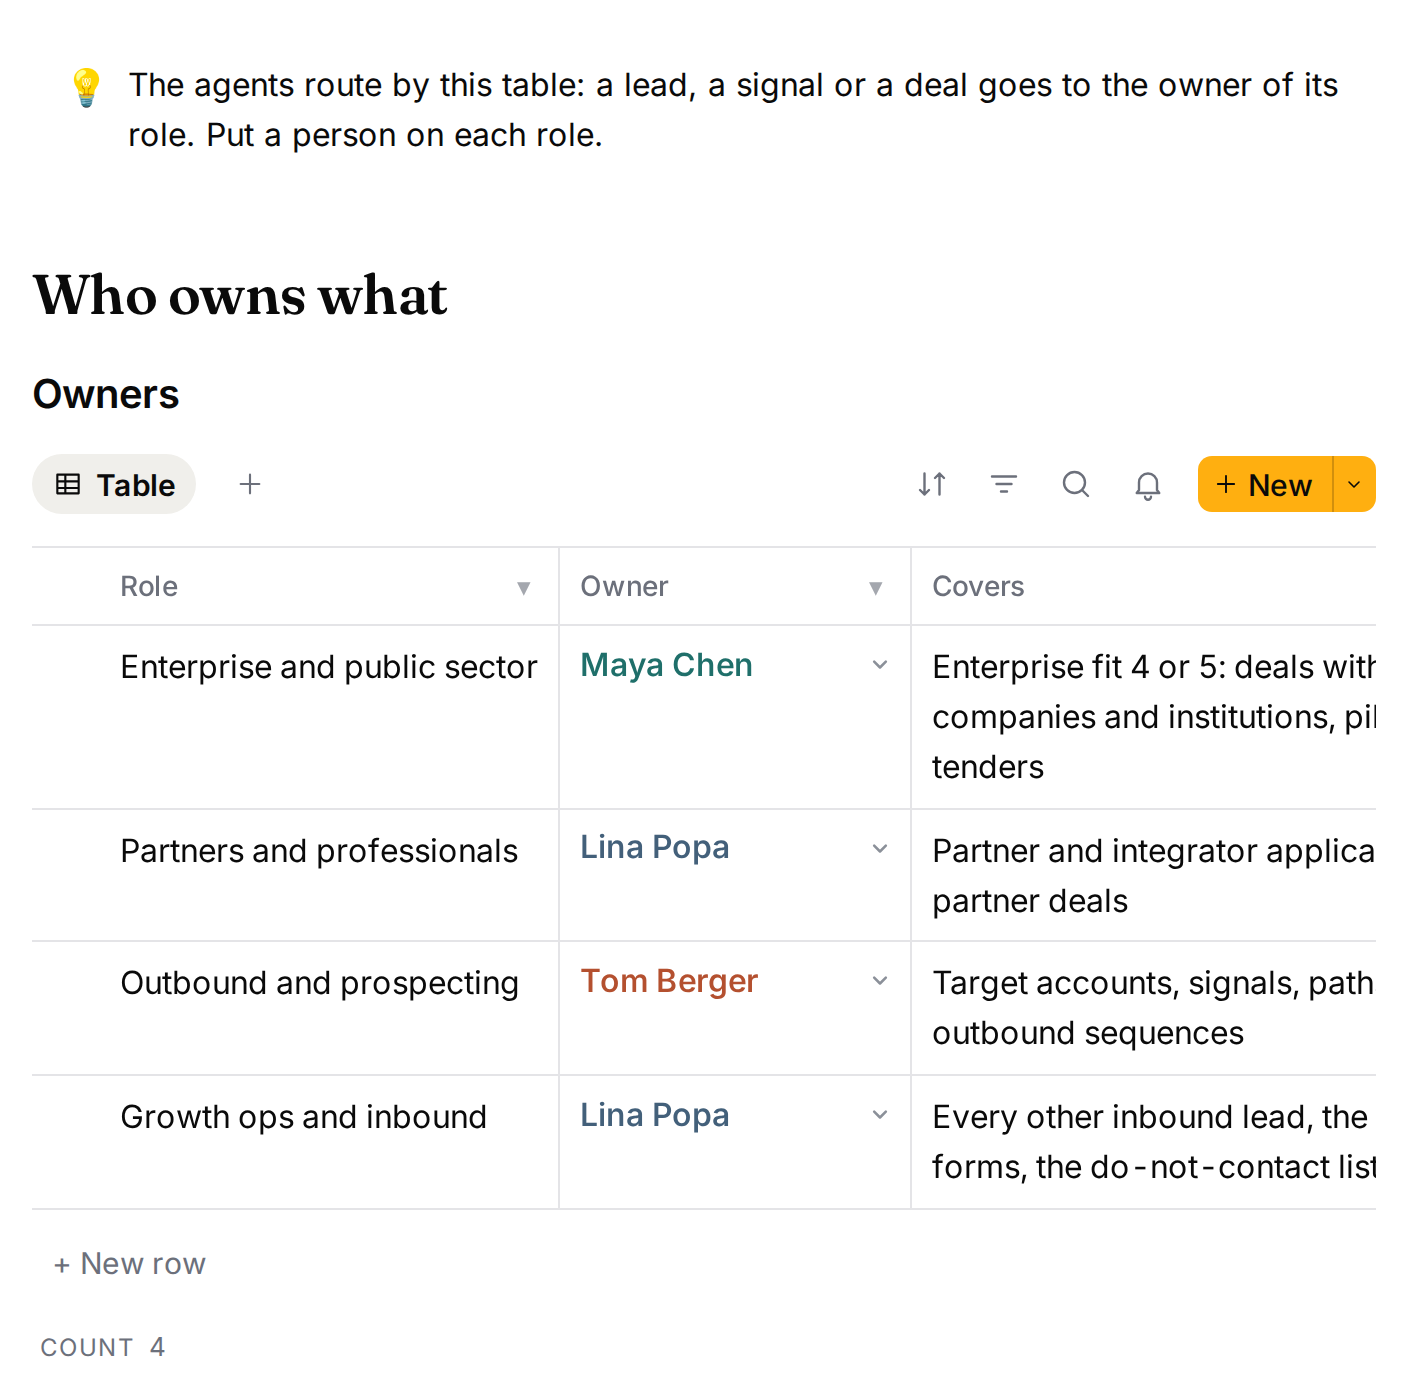 The agents route by this table: a lead, a signal or a deal goes to the owner of its
role. Put a person on each role.
Who owns what
Owners
Table
+ New
Role ▼ Owner ▼ Covers
Enterprise and public sector Maya Chen Enterprise fit 4 or 5: deals with
companies and institutions,
tenders
Partners and professionals Lina Popa Partner and integrator
partner deals
Outbound and prospecting Tom Berger Target accounts, signals,
outbound sequences
Growth ops and inbound Lina Popa Every other inbound lead, the
forms, the do-not-contact list
+ New row
COUNT 4